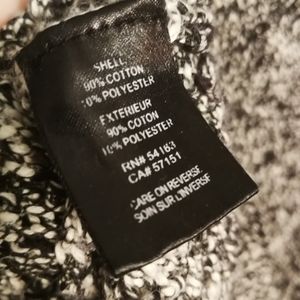 SHELL
90% COTTON
10% POLYESTER
EXTERIEUR
90% COTON
10% POLYESTER
RN# 54163
CA# 57151
CARE ON REVERSE
SOIN SUR L'INVERSE